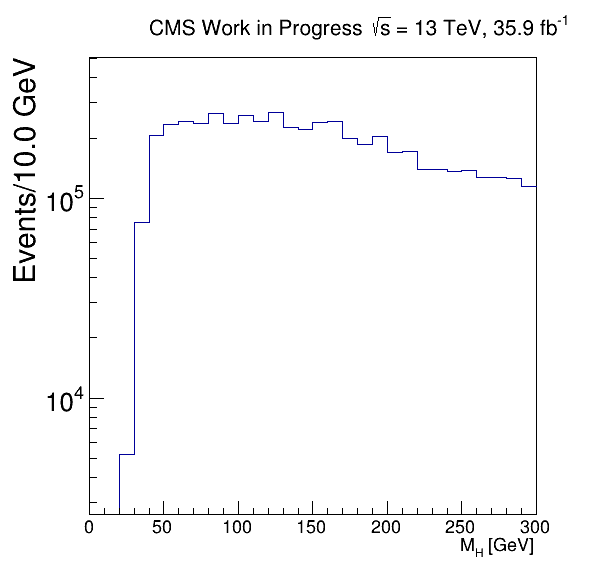 CMS Work in Progress √s = 13 TeV, 35.9 fb⁻¹
Events/10.0 GeV
10⁵
10⁴
0 50 100 150 200 250 300
M_H [GeV]